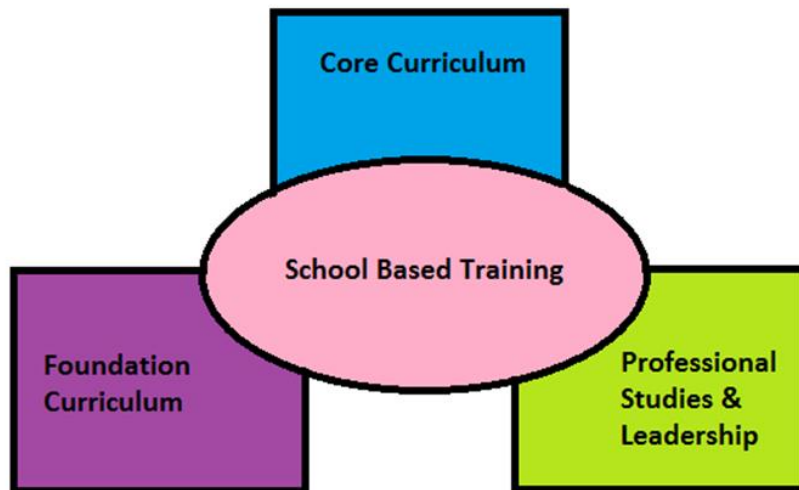 Core Curriculum
School Based Training
Foundation
Curriculum
Professional
Studies &
Leadership